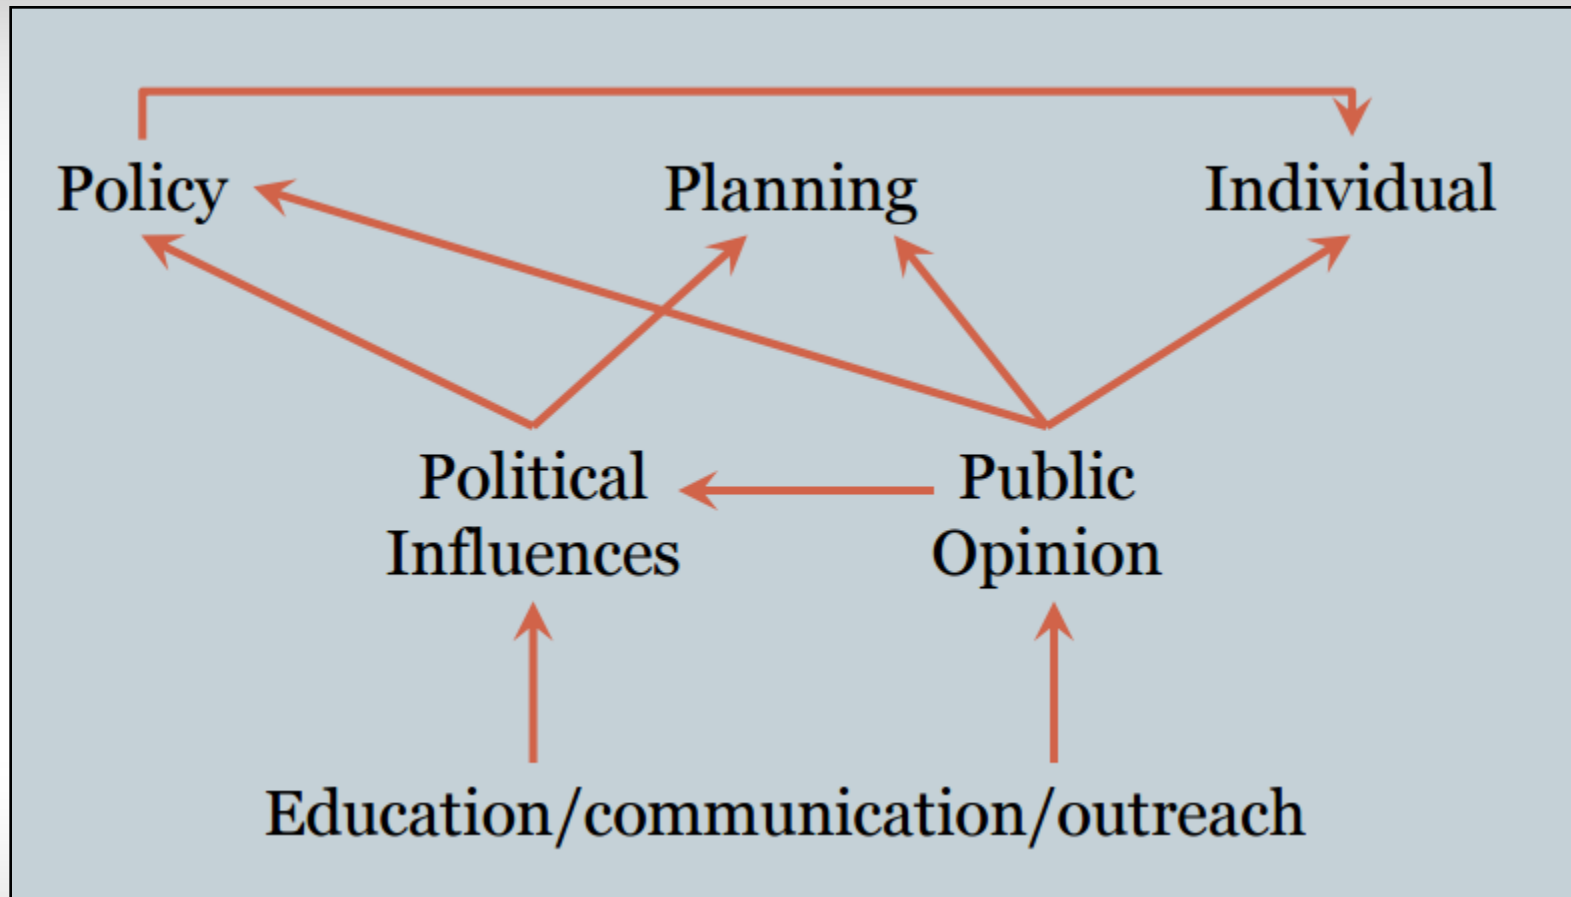 Policy
Planning
Individual
Political
Influences
Public
Opinion
Education/communication/outreach